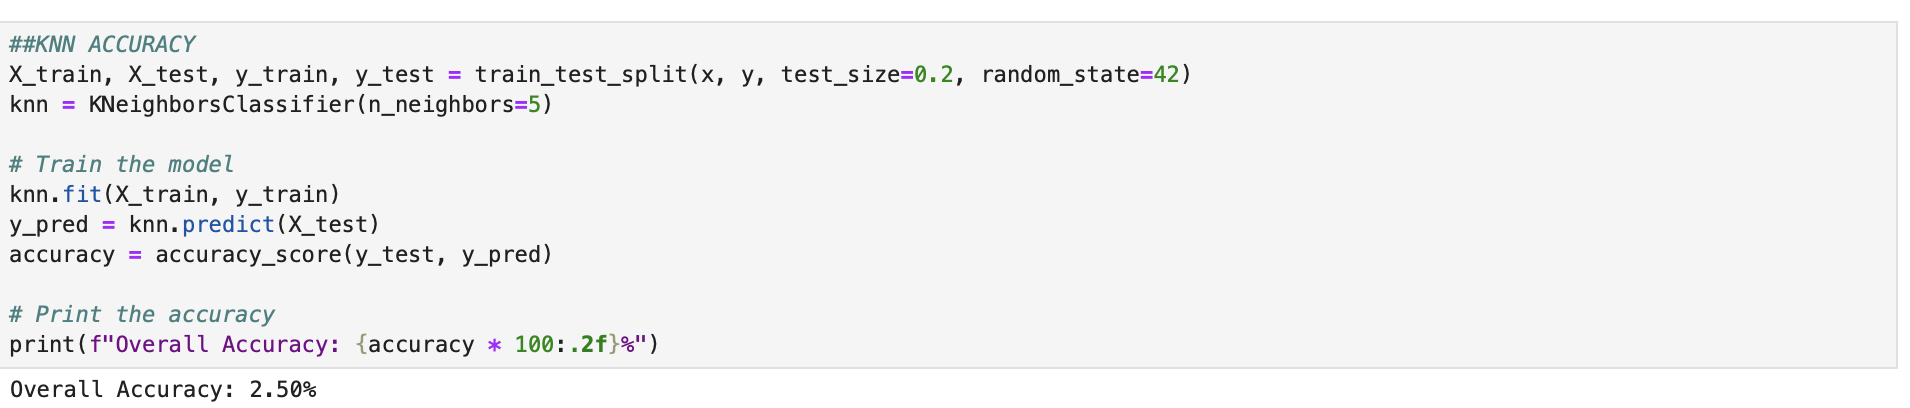 ##KNN ACCURACY
X_train, X_test, y_train, y_test = train_test_split(x, y, test_size=0.2, random_state=42)
knn = KNeighborsClassifier(n_neighbors=5)
# Train the model
knn.fit(X_train, y_train)
y_pred = knn.predict(X_test)
accuracy = accuracy_score(y_test, y_pred)
# Print the accuracy
print(f"Overall Accuracy: {accuracy * 100:.2f}%")
Overall Accuracy: 2.50%